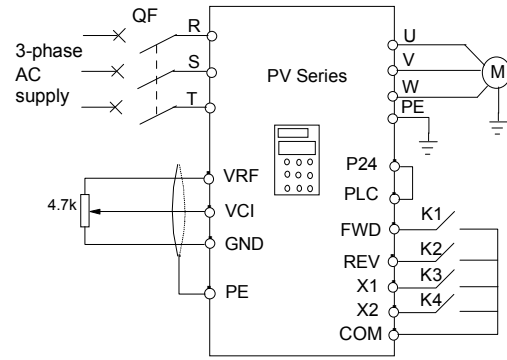 QF
R
3-phase
AC
supply
S
T
PV Series
U
V
W
PE
M
P24
PLC
VRF
4.7k
VCI
GND
PE
FWD
K1
REV
K2
X1
K3
X2
K4
COM